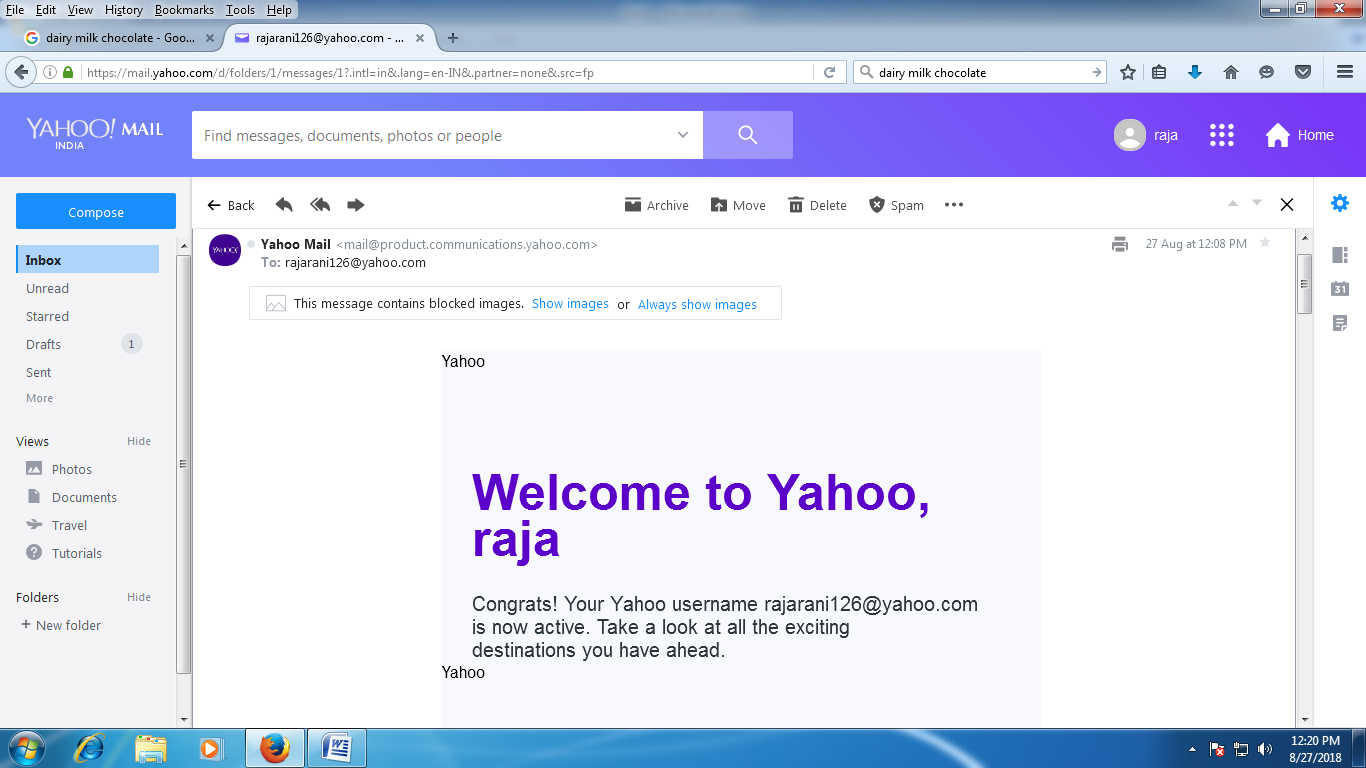 File Edit View History Bookmarks Tools Help
dairy milk chocolate - Goo... rajarani126@yahoo.com - ...
https://mail.yahoo.com/d/folders/1/messages/1?.intl=in&.lang=en-IN&.partner=none&.src=fp dairy milk chocolate
YAHOO! MAIL
INDIA
Find messages, documents, photos or people
raja
Home
Compose
Inbox
Unread
Starred
Drafts 1
Sent
More
Views Hide
Photos
Documents
Travel
Tutorials
Folders Hide
+ New folder
Back Archive Move Delete Spam
YAHOO!
Yahoo Mail <mail@product.communications.yahoo.com> 27 Aug at 12:08 PM
To: rajarani126@yahoo.com
This message contains blocked images. Show images or Always show images
Yahoo
Welcome to Yahoo,
raja
Congrats! Your Yahoo username rajarani126@yahoo.com
is now active. Take a look at all the exciting
destinations you have ahead.
Yahoo
31
12:20 PM
8/27/2018